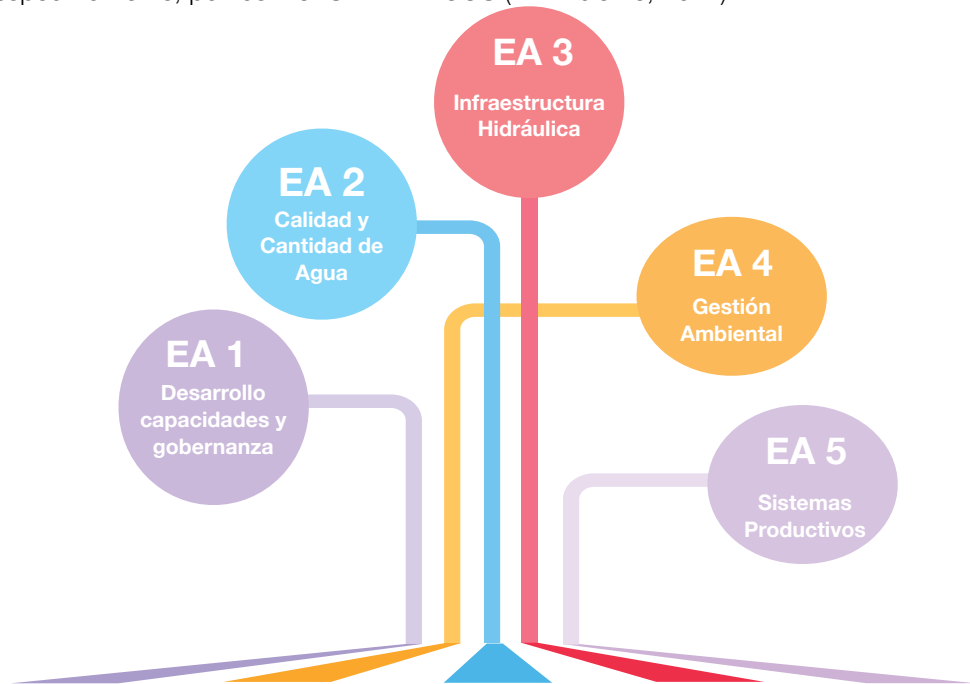 EA 3
Infraestructura
Hidráulica
EA 2
Calidad y
Cantidad de
Agua
EA 4
Gestión
Ambiental
EA 1
Desarrollo
capacidades y
gobernanza
EA 5
Sistemas
Productivos